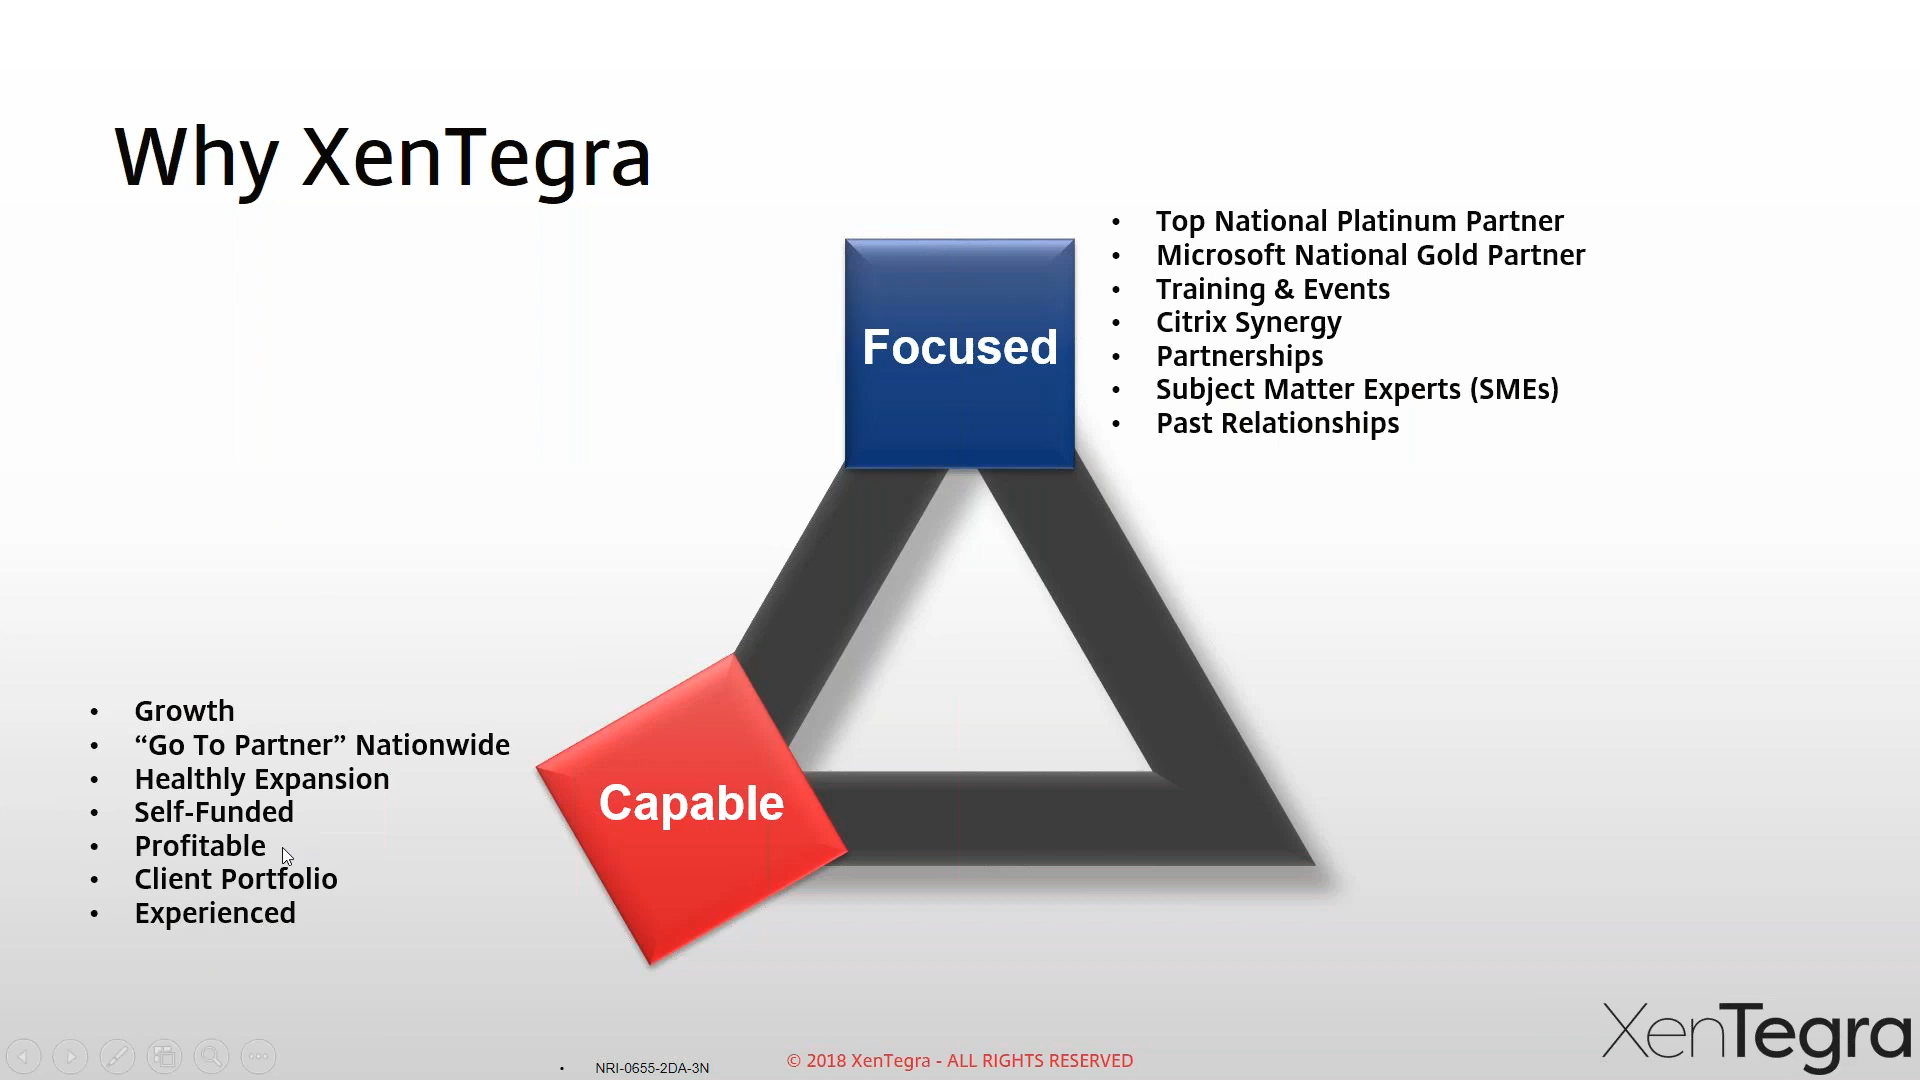 Why XenTegra
• Top National Platinum Partner
• Microsoft National Gold Partner
• Training & Events
• Citrix Synergy
• Partnerships
• Subject Matter Experts (SMEs)
• Past Relationships
Focused
• Growth
• “Go To Partner” Nationwide
• Healthly Expansion
• Self-Funded
• Profitable
• Client Portfolio
• Experienced
Capable
• NRI-0655-2DA-3N
© 2018 XenTegra - ALL RIGHTS RESERVED
XenTegra